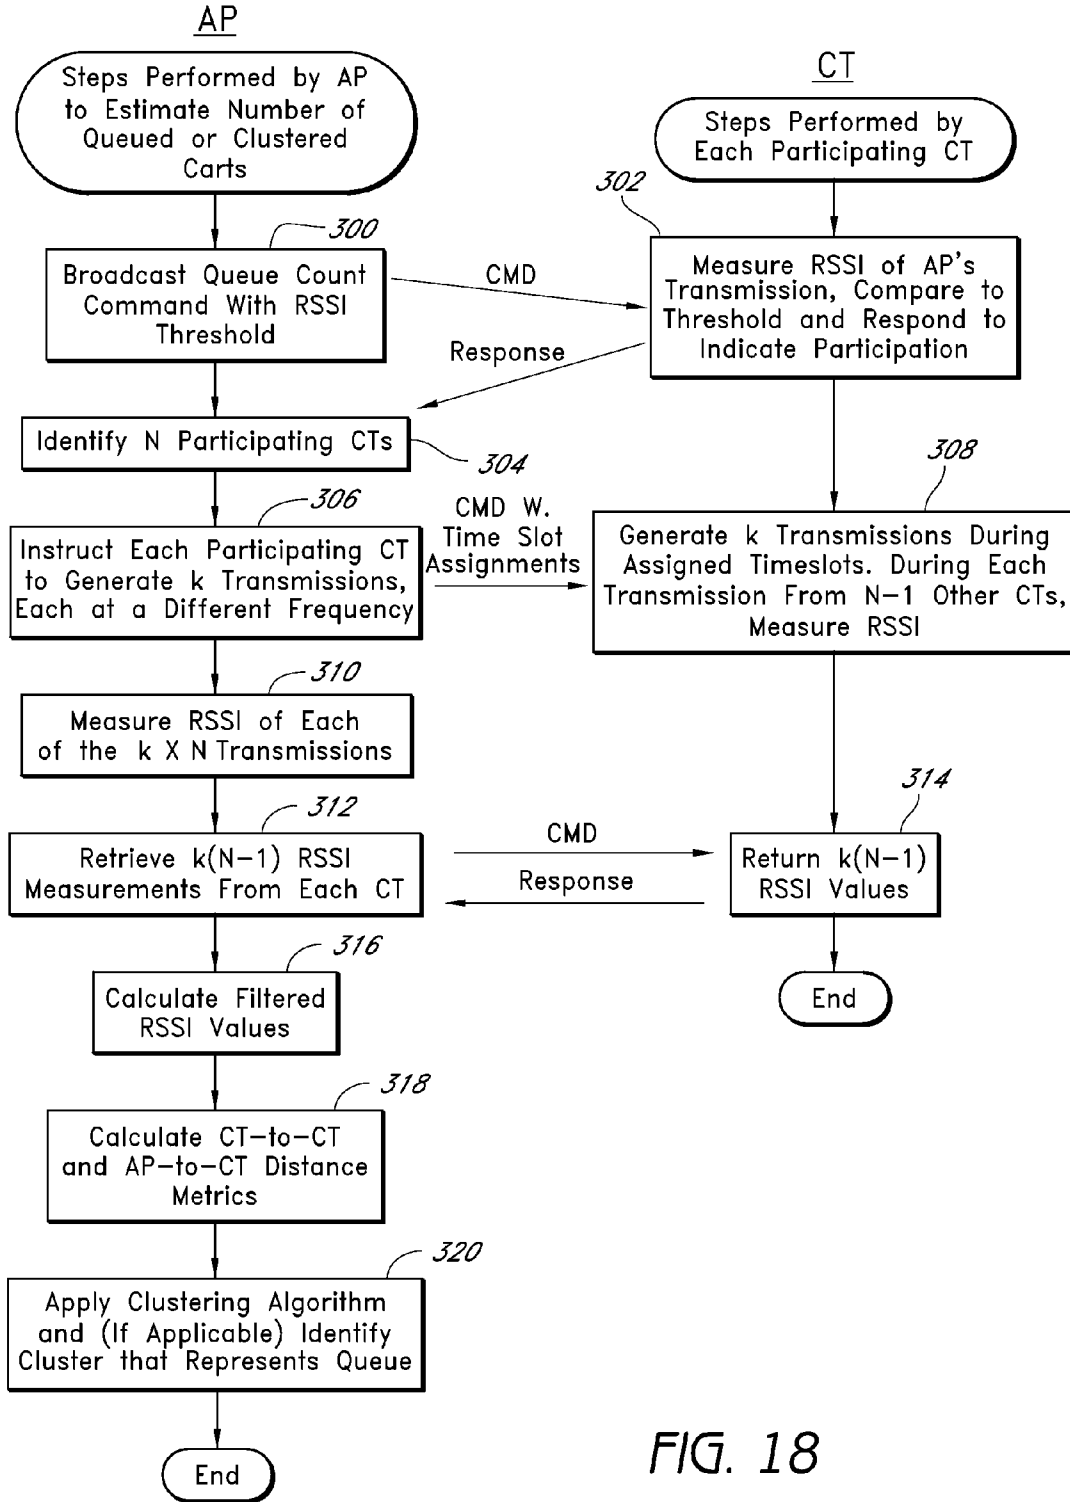 AP
Steps Performed by AP
to Estimate Number of
Queued or Clustered
Carts
CT
Steps Performed by
Each Participating CT
300
Broadcast Queue Count
Command With RSSI
Threshold
CMD
302
Measure RSSI of AP's
Transmission, Compare to
Threshold and Respond to
Indicate Participation
Response
Identify N Participating CTs
304
306
Instruct Each Participating CT
to Generate k Transmissions,
Each at a Different Frequency
CMD W.
Time Slot
Assignments
308
Generate k Transmissions During
Assigned Timeslots. During Each
Transmission From N-1 Other CTs,
Measure RSSI
310
Measure RSSI of Each
of the k X N Transmissions
312
Retrieve k(N-1) RSSI
Measurements From Each CT
CMD
Response
314
Return k(N-1)
RSSI Values
End
316
Calculate Filtered
RSSI Values
318
Calculate CT-to-CT
and AP-to-CT Distance
Metrics
320
Apply Clustering Algorithm
and (If Applicable) Identify
Cluster that Represents Queue
End
FIG. 18